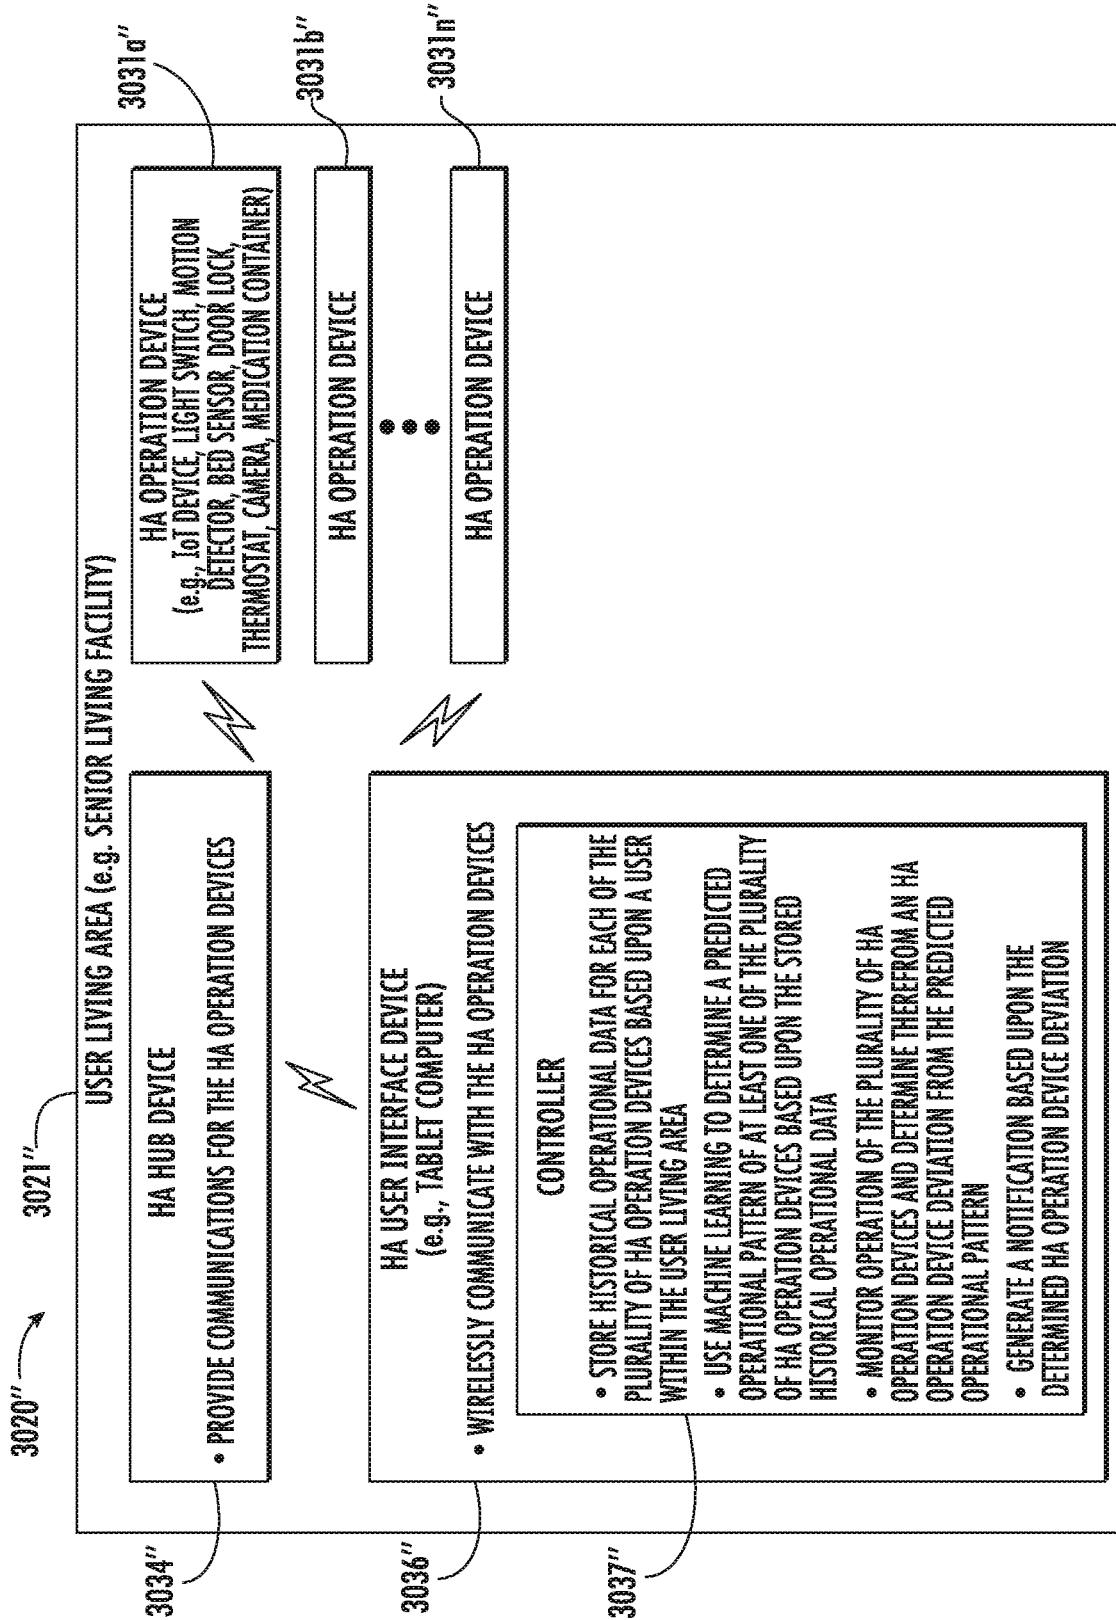 3020''
3021''
USER LIVING AREA (e.g. SENIOR LIVING FACILITY)
3034''
HA HUB DEVICE
• PROVIDE COMMUNICATIONS FOR THE HA OPERATION DEVICES
3036''
HA USER INTERFACE DEVICE
(e.g., TABLET COMPUTER)
• WIRELESSLY COMMUNICATE WITH THE HA OPERATION DEVICES
3037''
CONTROLLER
• STORE HISTORICAL OPERATIONAL DATA FOR EACH OF THE
PLURALITY OF HA OPERATION DEVICES BASED UPON A USER
WITHIN THE USER LIVING AREA
• USE MACHINE LEARNING TO DETERMINE A PREDICTED
OPERATIONAL PATTERN OF AT LEAST ONE OF THE PLURALITY
OF HA OPERATION DEVICES BASED UPON THE STORED
HISTORICAL OPERATIONAL DATA
• MONITOR OPERATION OF THE PLURALITY OF HA
OPERATION DEVICES AND DETERMINE THEREFROM AN HA
OPERATION DEVICE DEVIATION FROM THE PREDICTED
OPERATIONAL PATTERN
• GENERATE A NOTIFICATION BASED UPON THE
DETERMINED HA OPERATION DEVICE DEVIATION
3031a''
HA OPERATION DEVICE
(e.g., IoT DEVICE, LIGHT SWITCH, MOTION
DETECTOR, BED SENSOR, DOOR LOCK,
THERMOSTAT, CAMERA, MEDICATION CONTAINER)
3031b''
HA OPERATION DEVICE
3031n''
HA OPERATION DEVICE